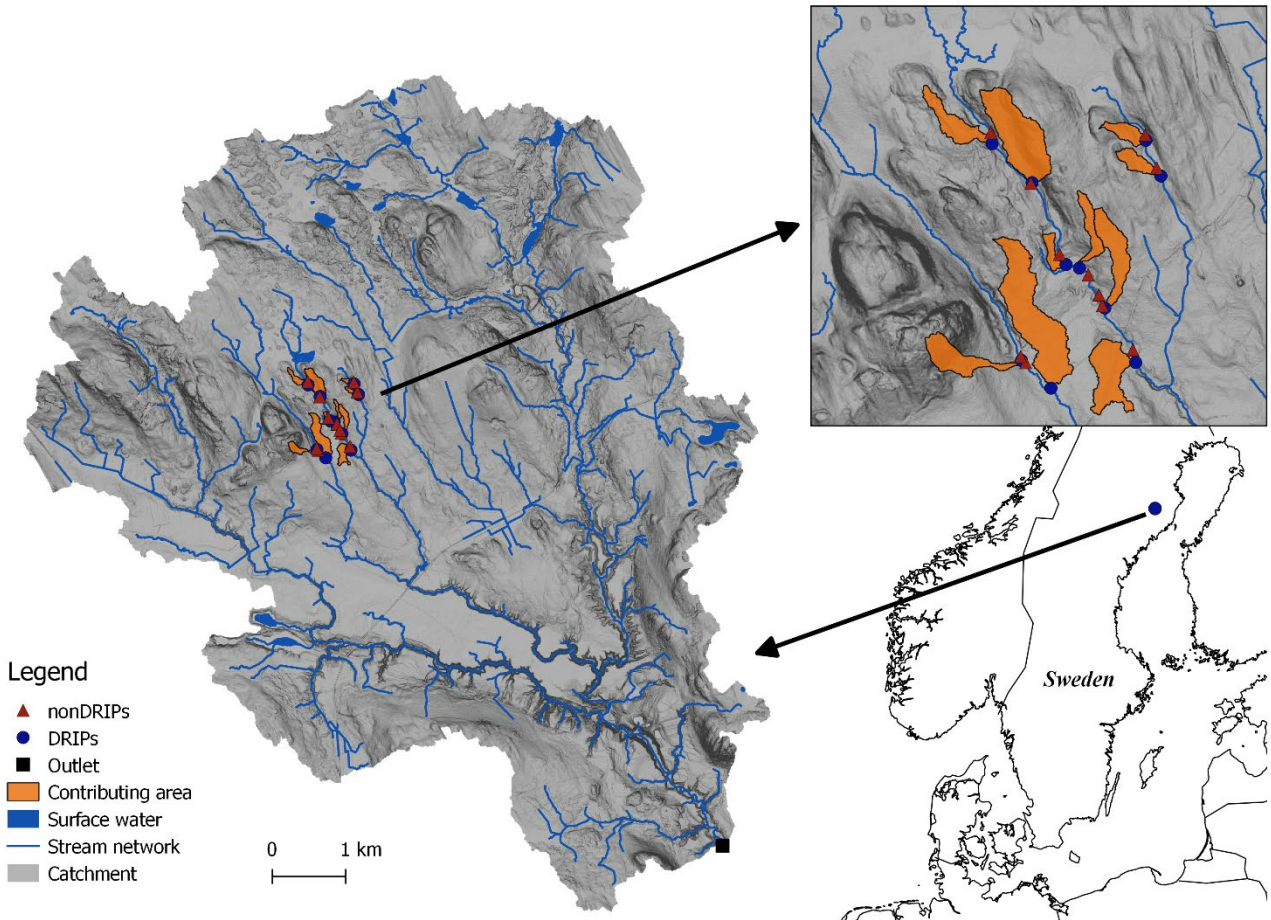 Sweden
Legend
nonDRIPs
DRIPs
Outlet
Contributing area
Surface water
Stream network
Catchment
0 1 km